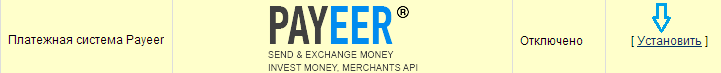 Платежная система Payeer
PAYEER®
SEND & EXCHANGE MONEY
INVEST MONEY, MERCHANTS API
Отключено
[ Установить ]